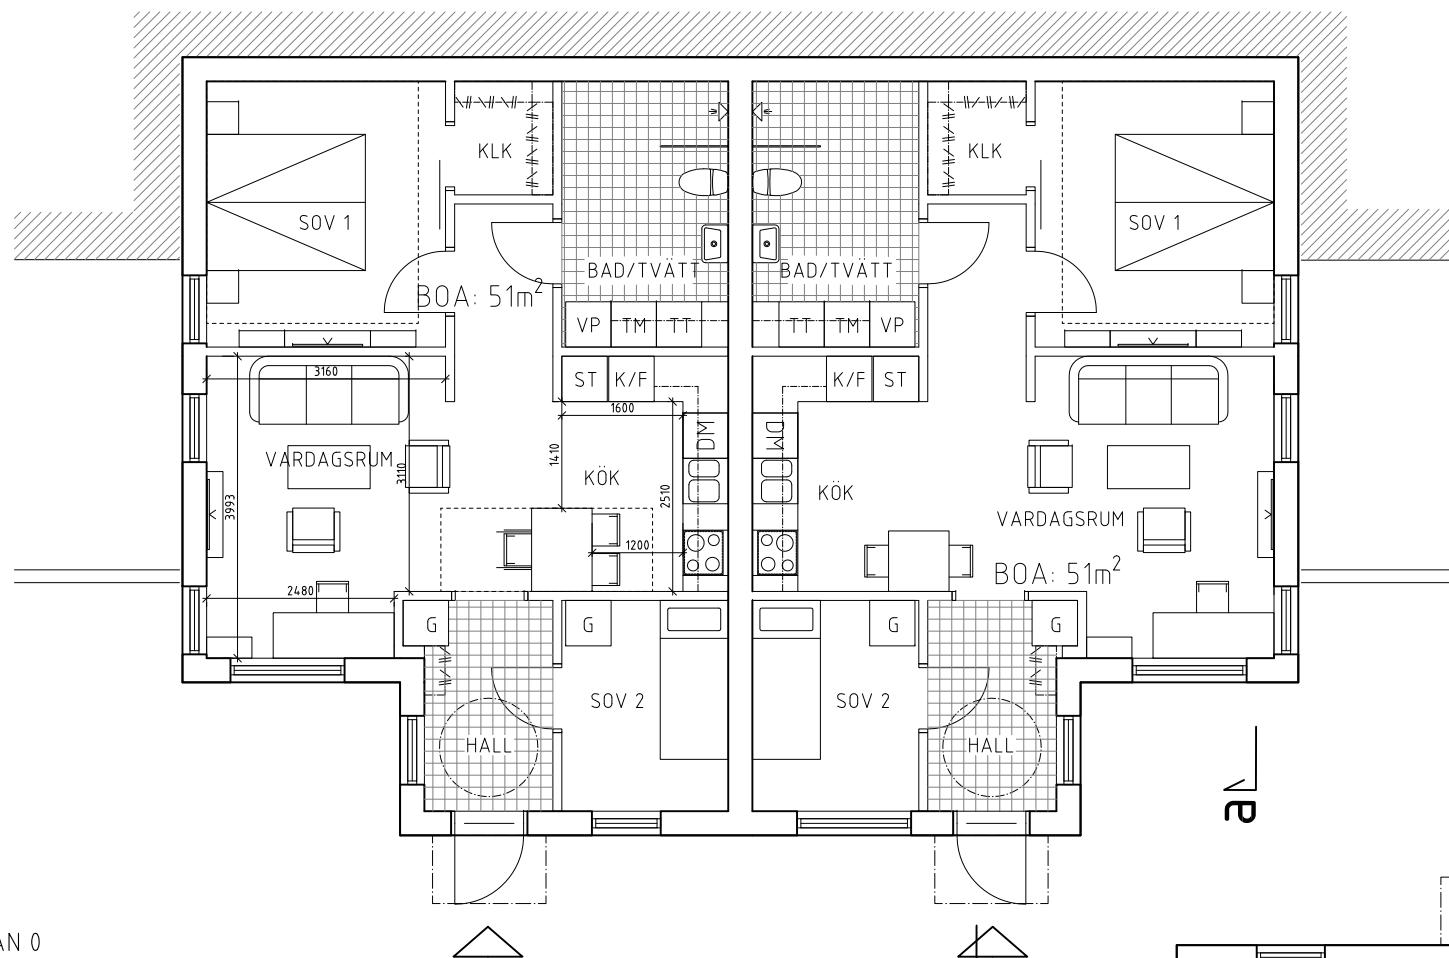 KLK
KLK
SOV 1
SOV 1
BAD/TVÄTT
BAD/TVÄTT
BOA: 51m²
VP TM TT
TT TM VP
3160
ST K/F
K/F ST
1600
DM
DM
VARDAGSRUM
3110
1410
KÖK
KÖK
3993
2510
VARDAGSRUM
1200
BOA: 51m²
2480
G
G
G
G
SOV 2
SOV 2
HALL
HALL
a
AN 0